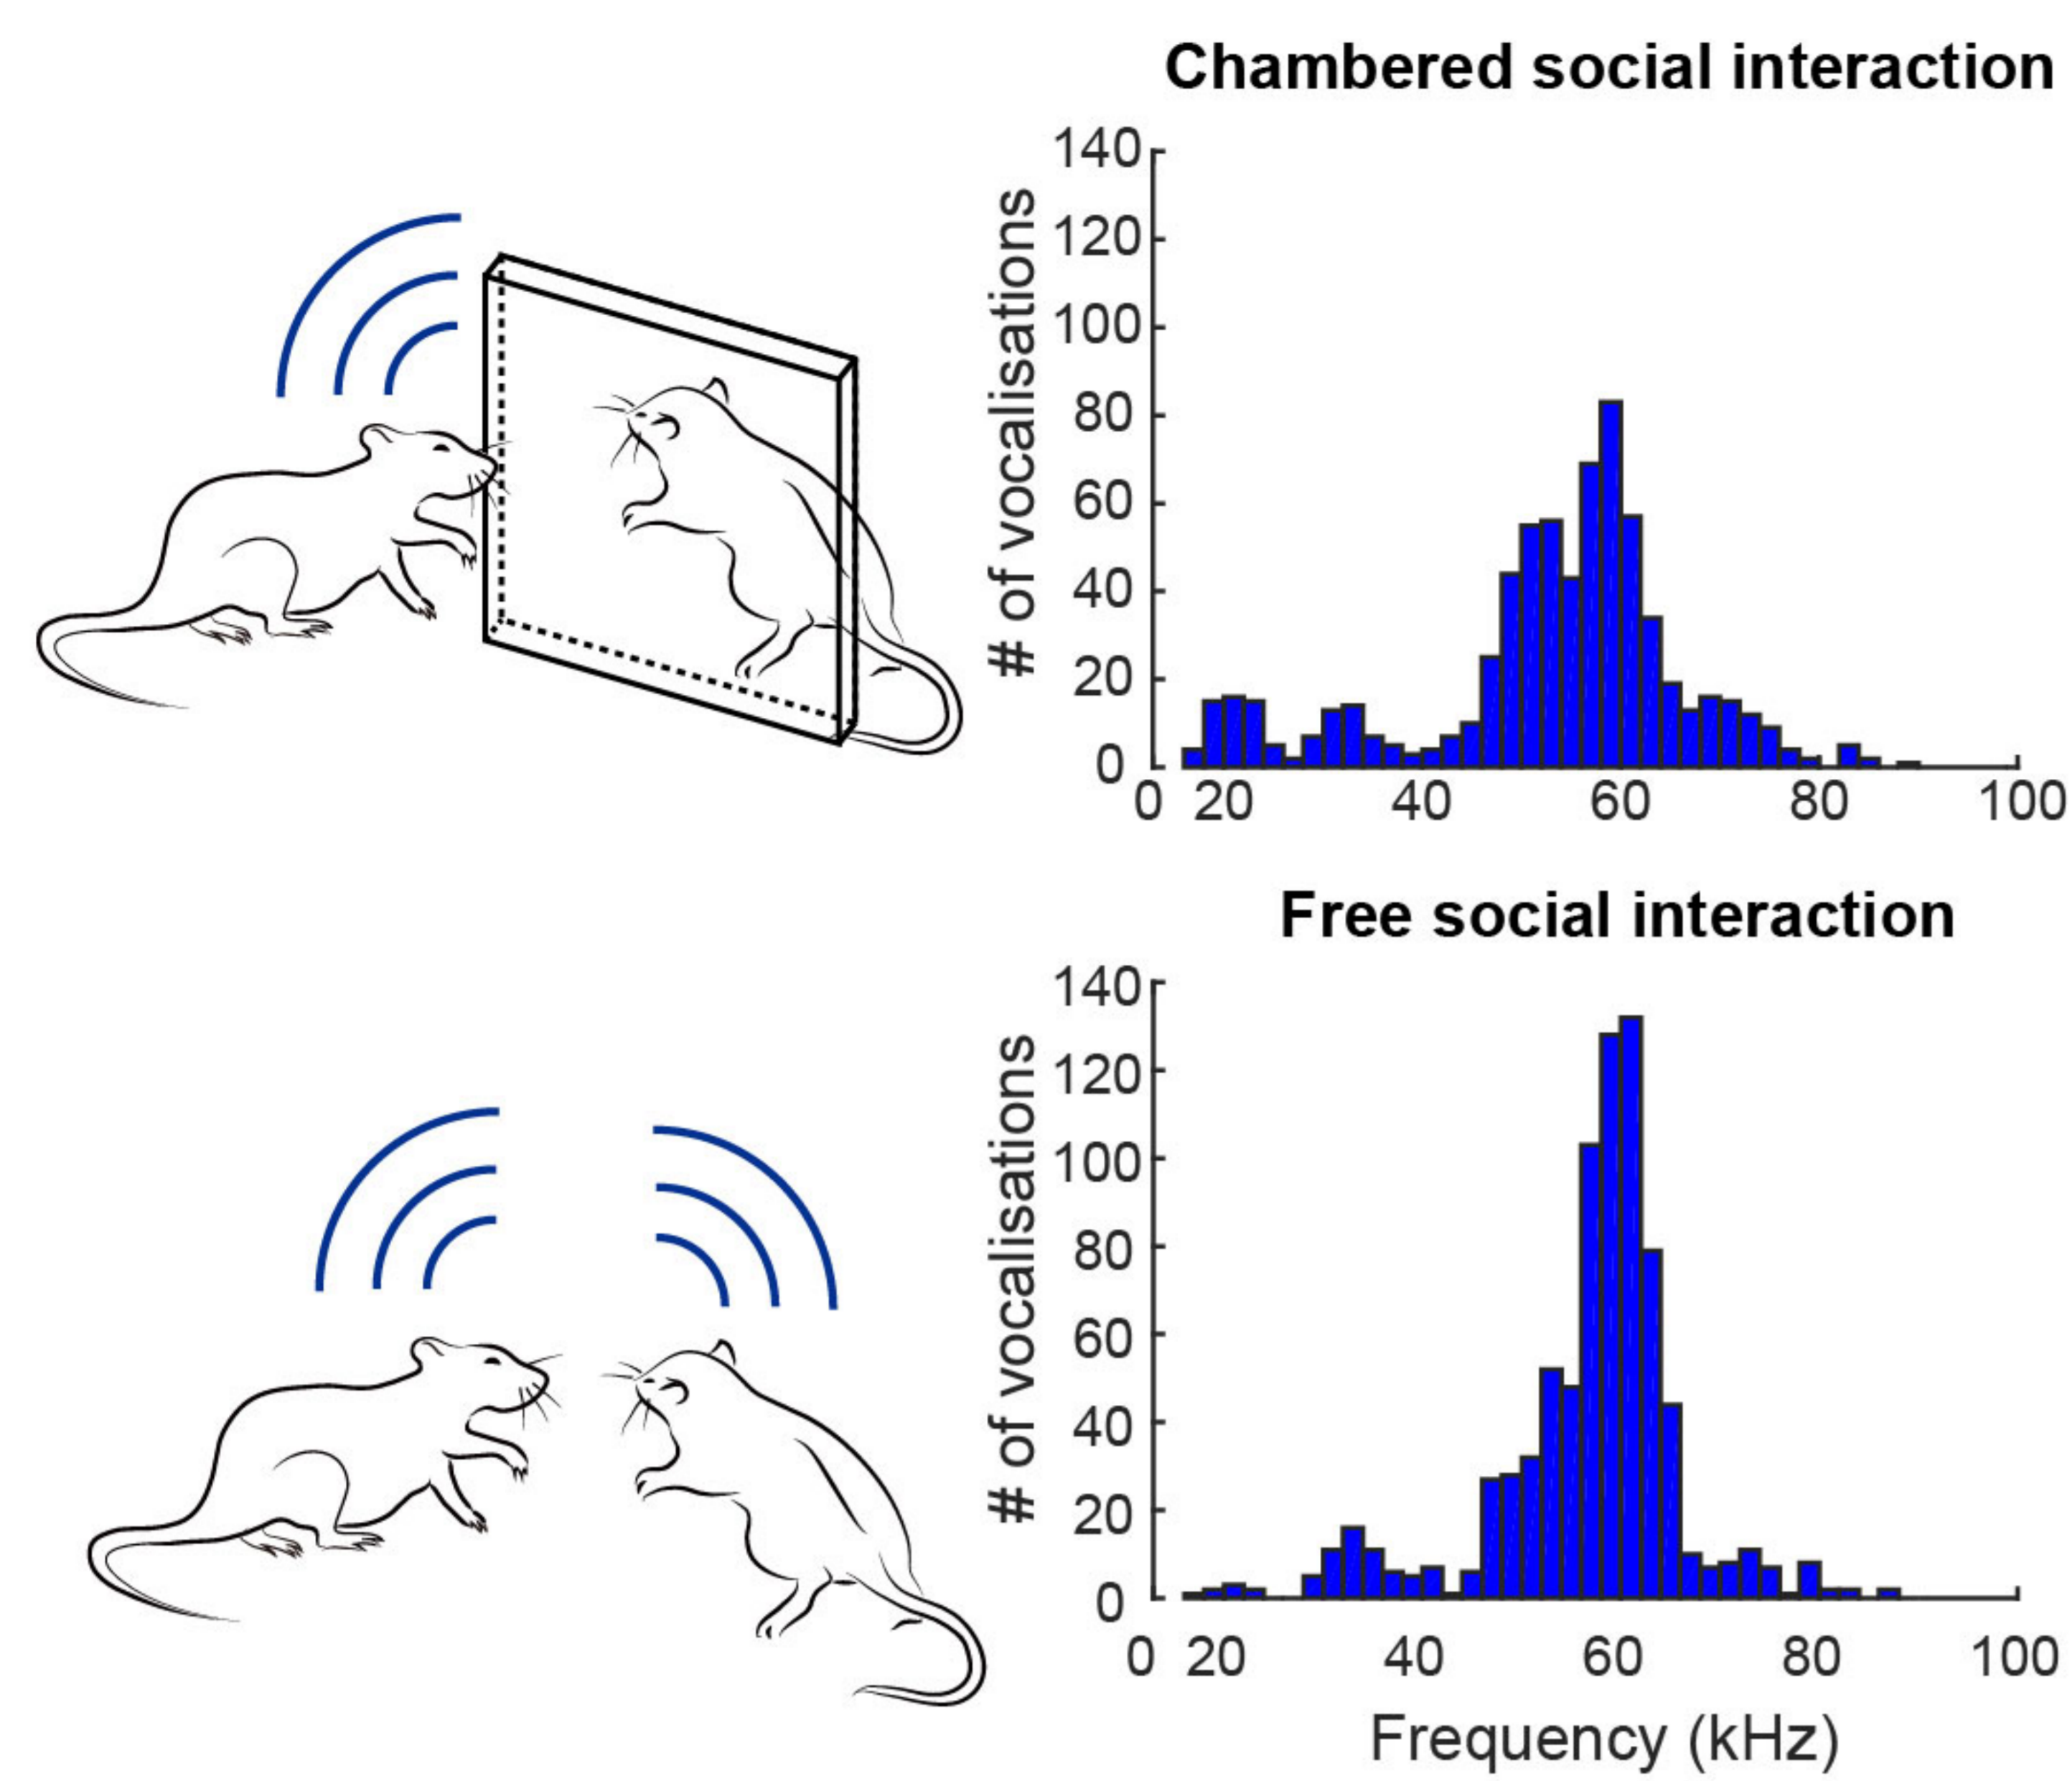 Chambered social interaction
# of vocalisations
140
120
100
80
60
40
20
0
0 20 40 60 80 100
Free social interaction
# of vocalisations
140
120
100
80
60
40
20
0
0 20 40 60 80 100
Frequency (kHz)